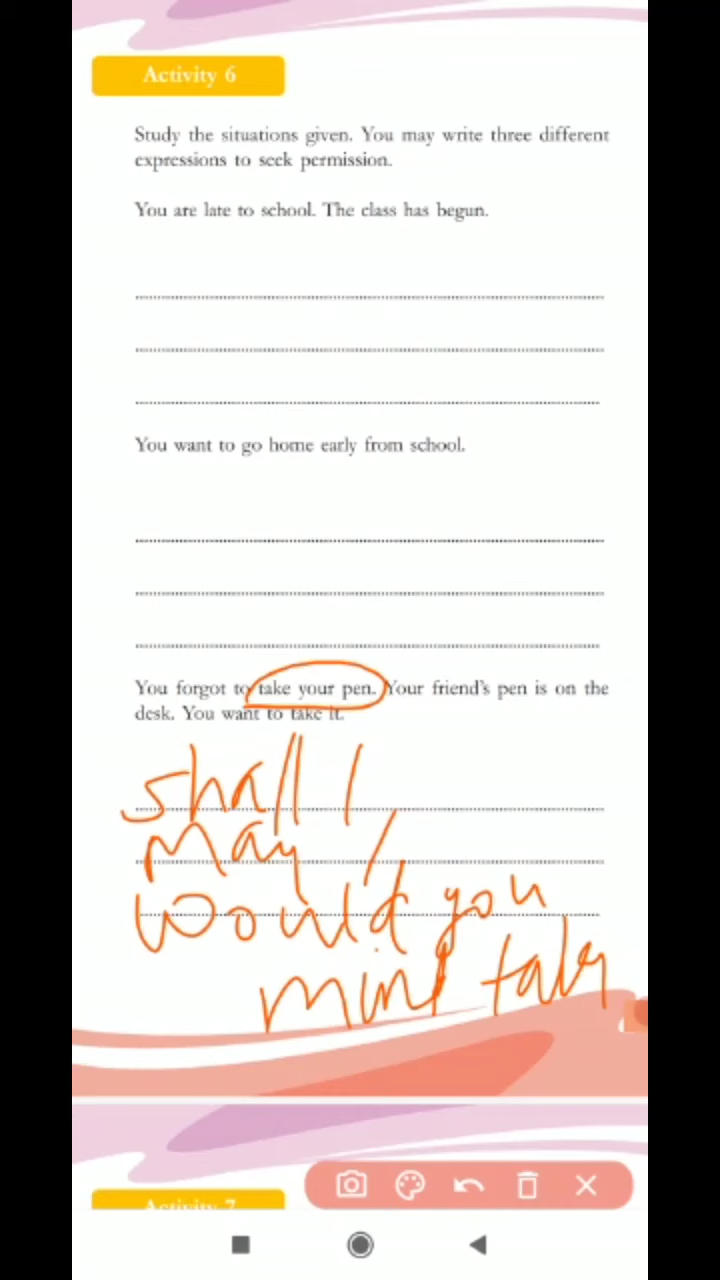 Activity 6
Study the situations given. You may write three different
expressions to seek permission.
You are late to school. The class has begun.
You want to go home early from school.
You forgot to take your pen. Your friend's pen is on the
desk. You want to take it.
shall I
may I
would you
mind
Activity 7